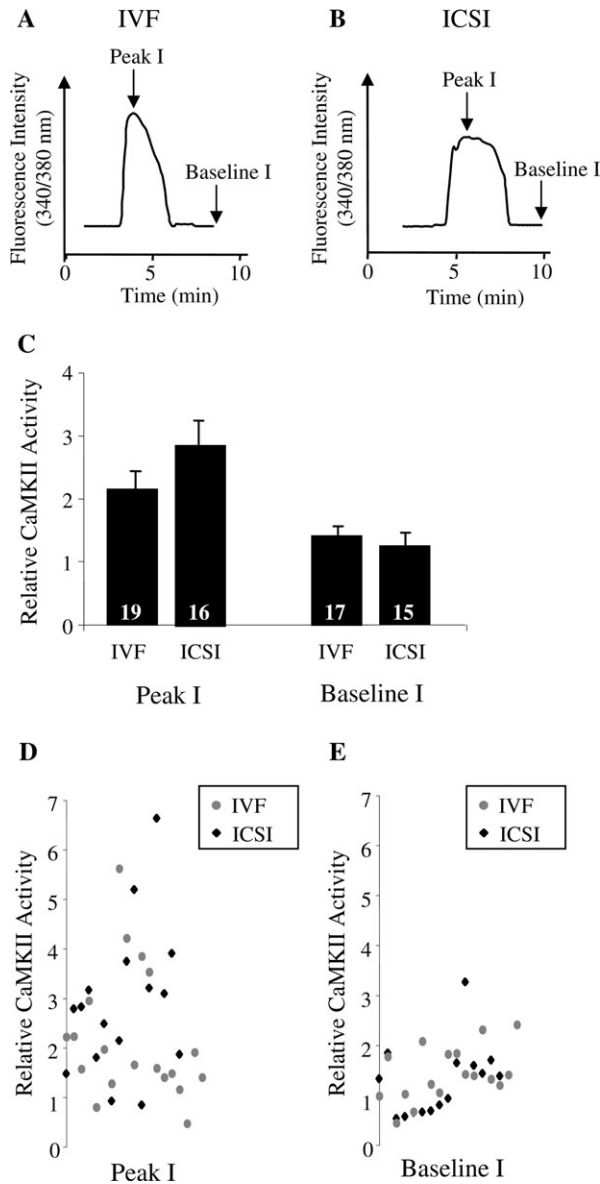 A IVF
Peak I
Baseline I
Fluorescence Intensity
(340/380 nm)
0 5 10
Time (min)
B ICSI
Peak I
Baseline I
Fluorescence Intensity
(340/380 nm)
0 5 10
Time (min)
C
Relative CaMKII Activity
4
3
2
1
0
19 16 17 15
IVF ICSI IVF ICSI
Peak I Baseline I
D
IVF
ICSI
Relative CaMKII Activity
7
6
5
4
3
2
1
0
Peak I
E
IVF
ICSI
Relative CaMKII Activity
7
6
5
4
3
2
1
0
Baseline I